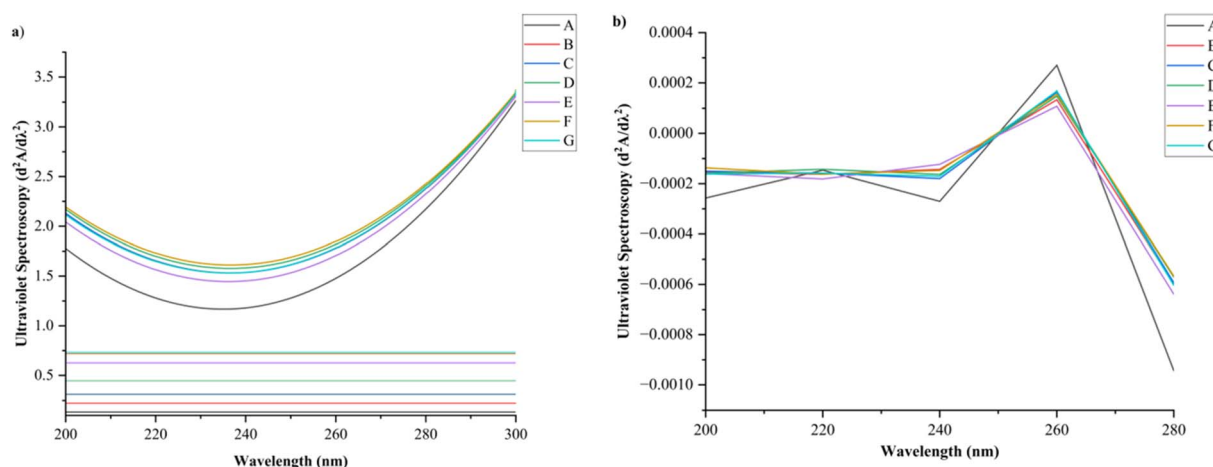 a)
A
B
C
D
E
F
G
Ultraviolet Spectroscopy (d²A/dλ²)
3.5
3.0
2.5
2.0
1.5
1.0
0.5
200
220
240
260
280
300
Wavelength (nm)
b)
A
Ultraviolet Spectroscopy (d²A/dλ²)
0.0004
0.0002
0.0000
−0.0002
−0.0004
−0.0006
−0.0008
−0.0010
200
220
240
260
280
Wavelength (nm)